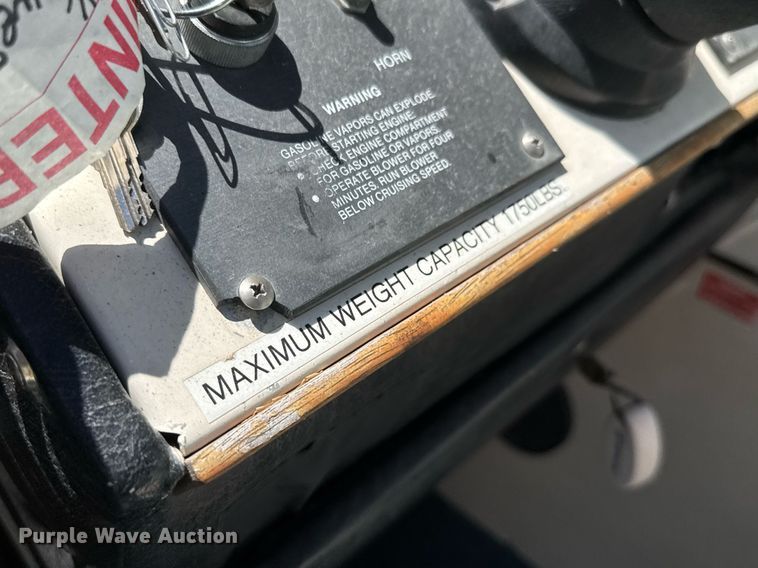 HORN
WARNING
GASOLINE VAPORS CAN EXPLODE.
BEFORE STARTING ENGINE:
• CHECK ENGINE COMPARTMENT
FOR GASOLINE OR VAPORS.
• OPERATE BLOWER FOR FOUR
MINUTES. RUN BLOWER
BELOW CRUISING SPEED.
MAXIMUM WEIGHT CAPACITY 1750LBS.
Purple Wave Auction